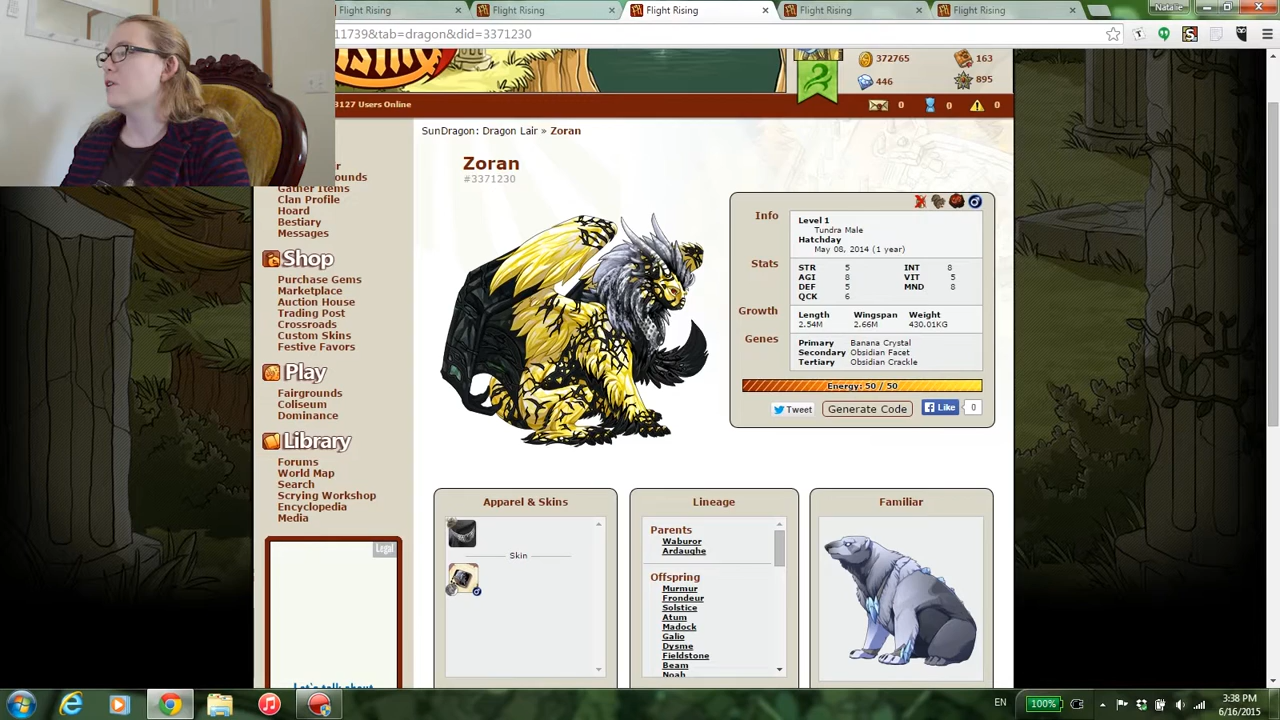 Flight Rising
Flight Rising
Flight Rising
Flight Rising
Flight Rising
Natalie
11739&tab=dragon&did=3371230
372765
163
446
895
3127 Users Online
0
0
0
SunDragon: Dragon Lair » Zoran
Zoran
#3371230
Gather Items
Clan Profile
Hoard
Bestiary
Messages
Shop
Purchase Gems
Marketplace
Auction House
Trading Post
Crossroads
Custom Skins
Festive Favors
Play
Fairgrounds
Coliseum
Dominance
Library
Forums
World Map
Search
Scrying Workshop
Encyclopedia
Media
Legal
Info
Level 1
Tundra Male
Hatchday
May 08, 2014 (1 year)
Stats
STR 5 INT 8
AGI 8 VIT 5
DEF 5 MND 8
QCK 6
Growth
Length Wingspan Weight
2.54M 2.66M 430.01KG
Genes
Primary Banana Crystal
Secondary Obsidian Facet
Tertiary Obsidian Crackle
Energy: 50 / 50
Tweet
Generate Code
Like
0
Apparel & Skins
Skin
Lineage
Parents
Waburor
Ardaughe
Offspring
Murmur
Frondeur
Solstice
Atum
Madock
Galio
Dysme
Fieldstone
Beam
Noah
Familiar
EN
100%
3:38 PM
6/16/2015